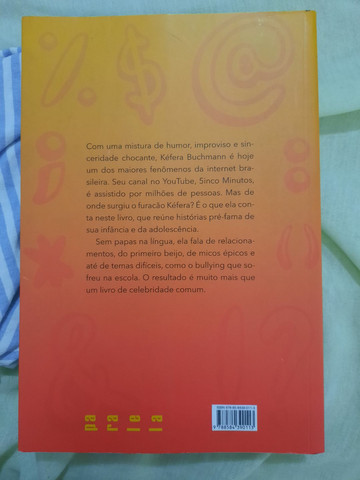 Com uma mistura de humor, improviso e sin-
ceridade chocante, Kéfera Buchmann é hoje
um dos maiores fenômenos da internet bra-
sileira. Seu canal no YouTube, 5inco Minutos,
é assistido por milhões de pessoas. Mas de
onde surgiu o furacão Kéfera? É o que ela con-
ta neste livro, que reúne histórias pré-fama de
sua infância e da adolescência.
Sem papas na língua, ela fala de relaciona-
mentos, do primeiro beijo, de micos épicos e
até de temas difíceis, como o bullying que so-
freu na escola. O resultado é muito mais que
um livro de celebridade comum.
pa
ra
le
la